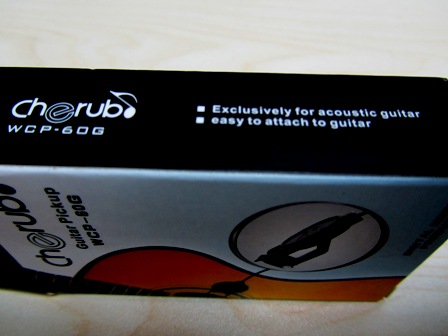 cherub
WCP-60G
Exclusively for acoustic guitar
easy to attach to guitar
cherub
Guitar Pickup
WCP-60G